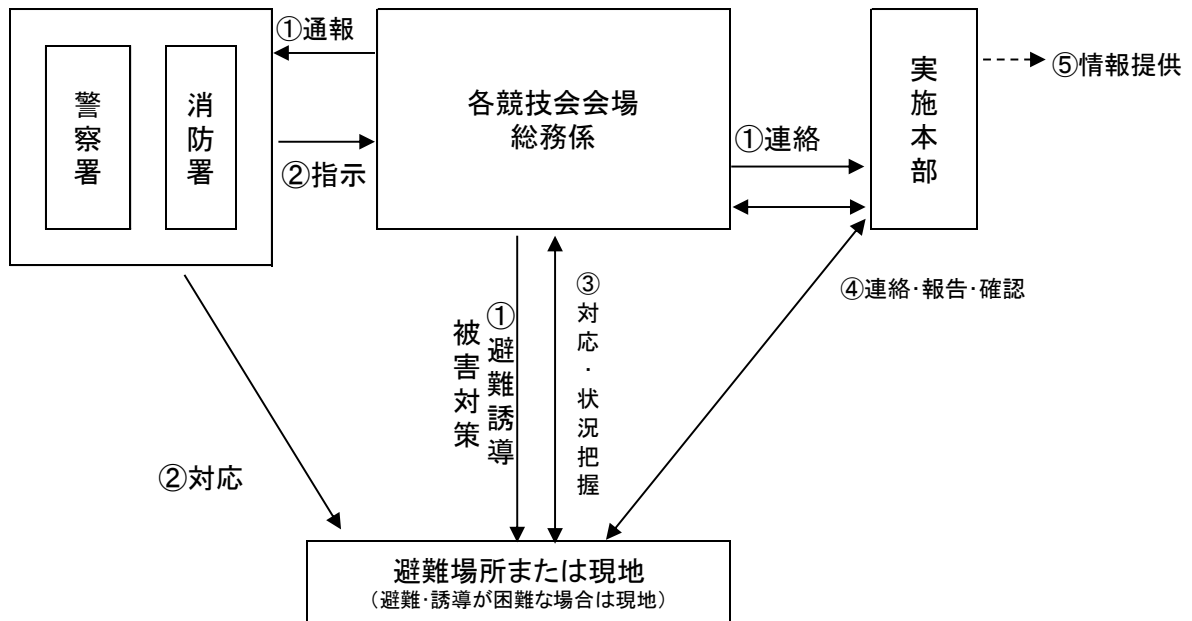 ①通報
警察署
消防署
②指示
各競技会会場
総務係
①連絡
実施本部
⑤情報提供
④連絡・報告・確認
③対応・状況把握
①避難誘導
被害対策
②対応
避難場所または現地
（避難・誘導が困難な場合は現地）